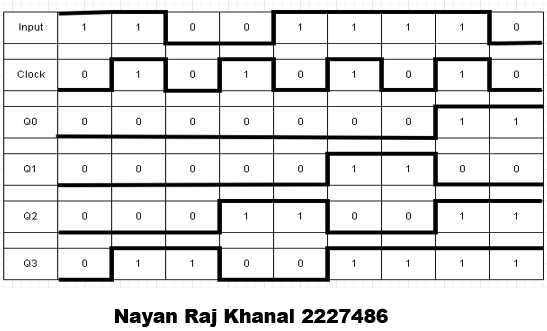 Input 1 1 0 0 1 1 1 1 0
Clock 0 1 0 1 0 1 0 1 0
Q0 0 0 0 0 0 0 0 1 1
Q1 0 0 0 0 0 1 1 0 0
Q2 0 0 0 1 1 0 0 1 1
Q3 0 1 1 0 0 1 1 1 1
Nayan Raj Khanal 2227486